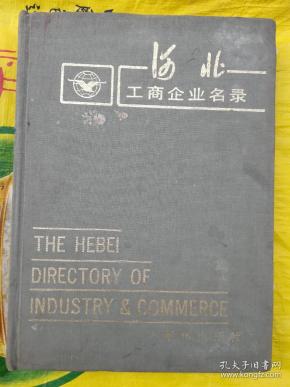 河北
工商企业名录
THE HEBEI
DIRECTORY OF
INDUSTRY & COMMERCE
孔夫子旧书网